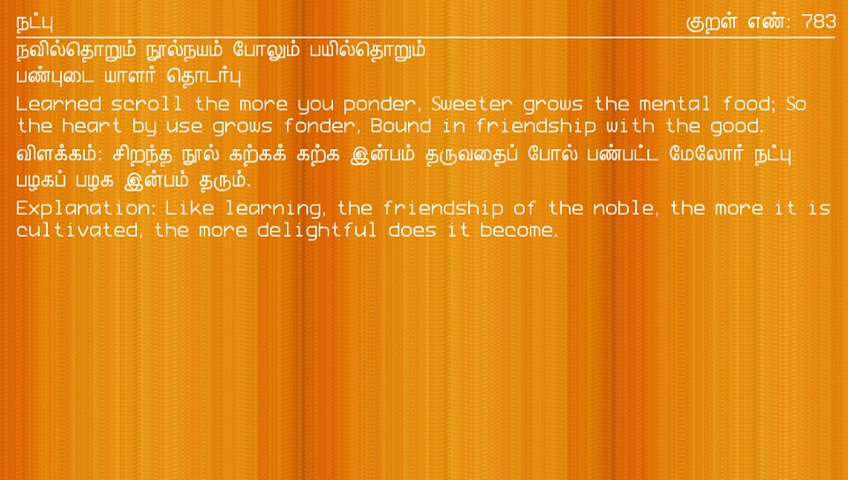 நட்பு குறள் எண்: 783
நவில்தொறும் நூல்நயம் போலும் பயில்தொறும்
பண்புடை யாளர் தொடர்பு
Learned scroll the more you ponder, Sweeter grows the mental food; So
the heart by use grows fonder, Bound in friendship with the good.
விளக்கம்: சிறந்த நூல் கற்கக் கற்க இன்பம் தருவதைப் போல் பண்பட்ட மேலோர் நட்பு
பழகப் பழக இன்பம் தரும்.
Explanation: Like learning, the friendship of the noble, the more it is
cultivated, the more delightful does it become.